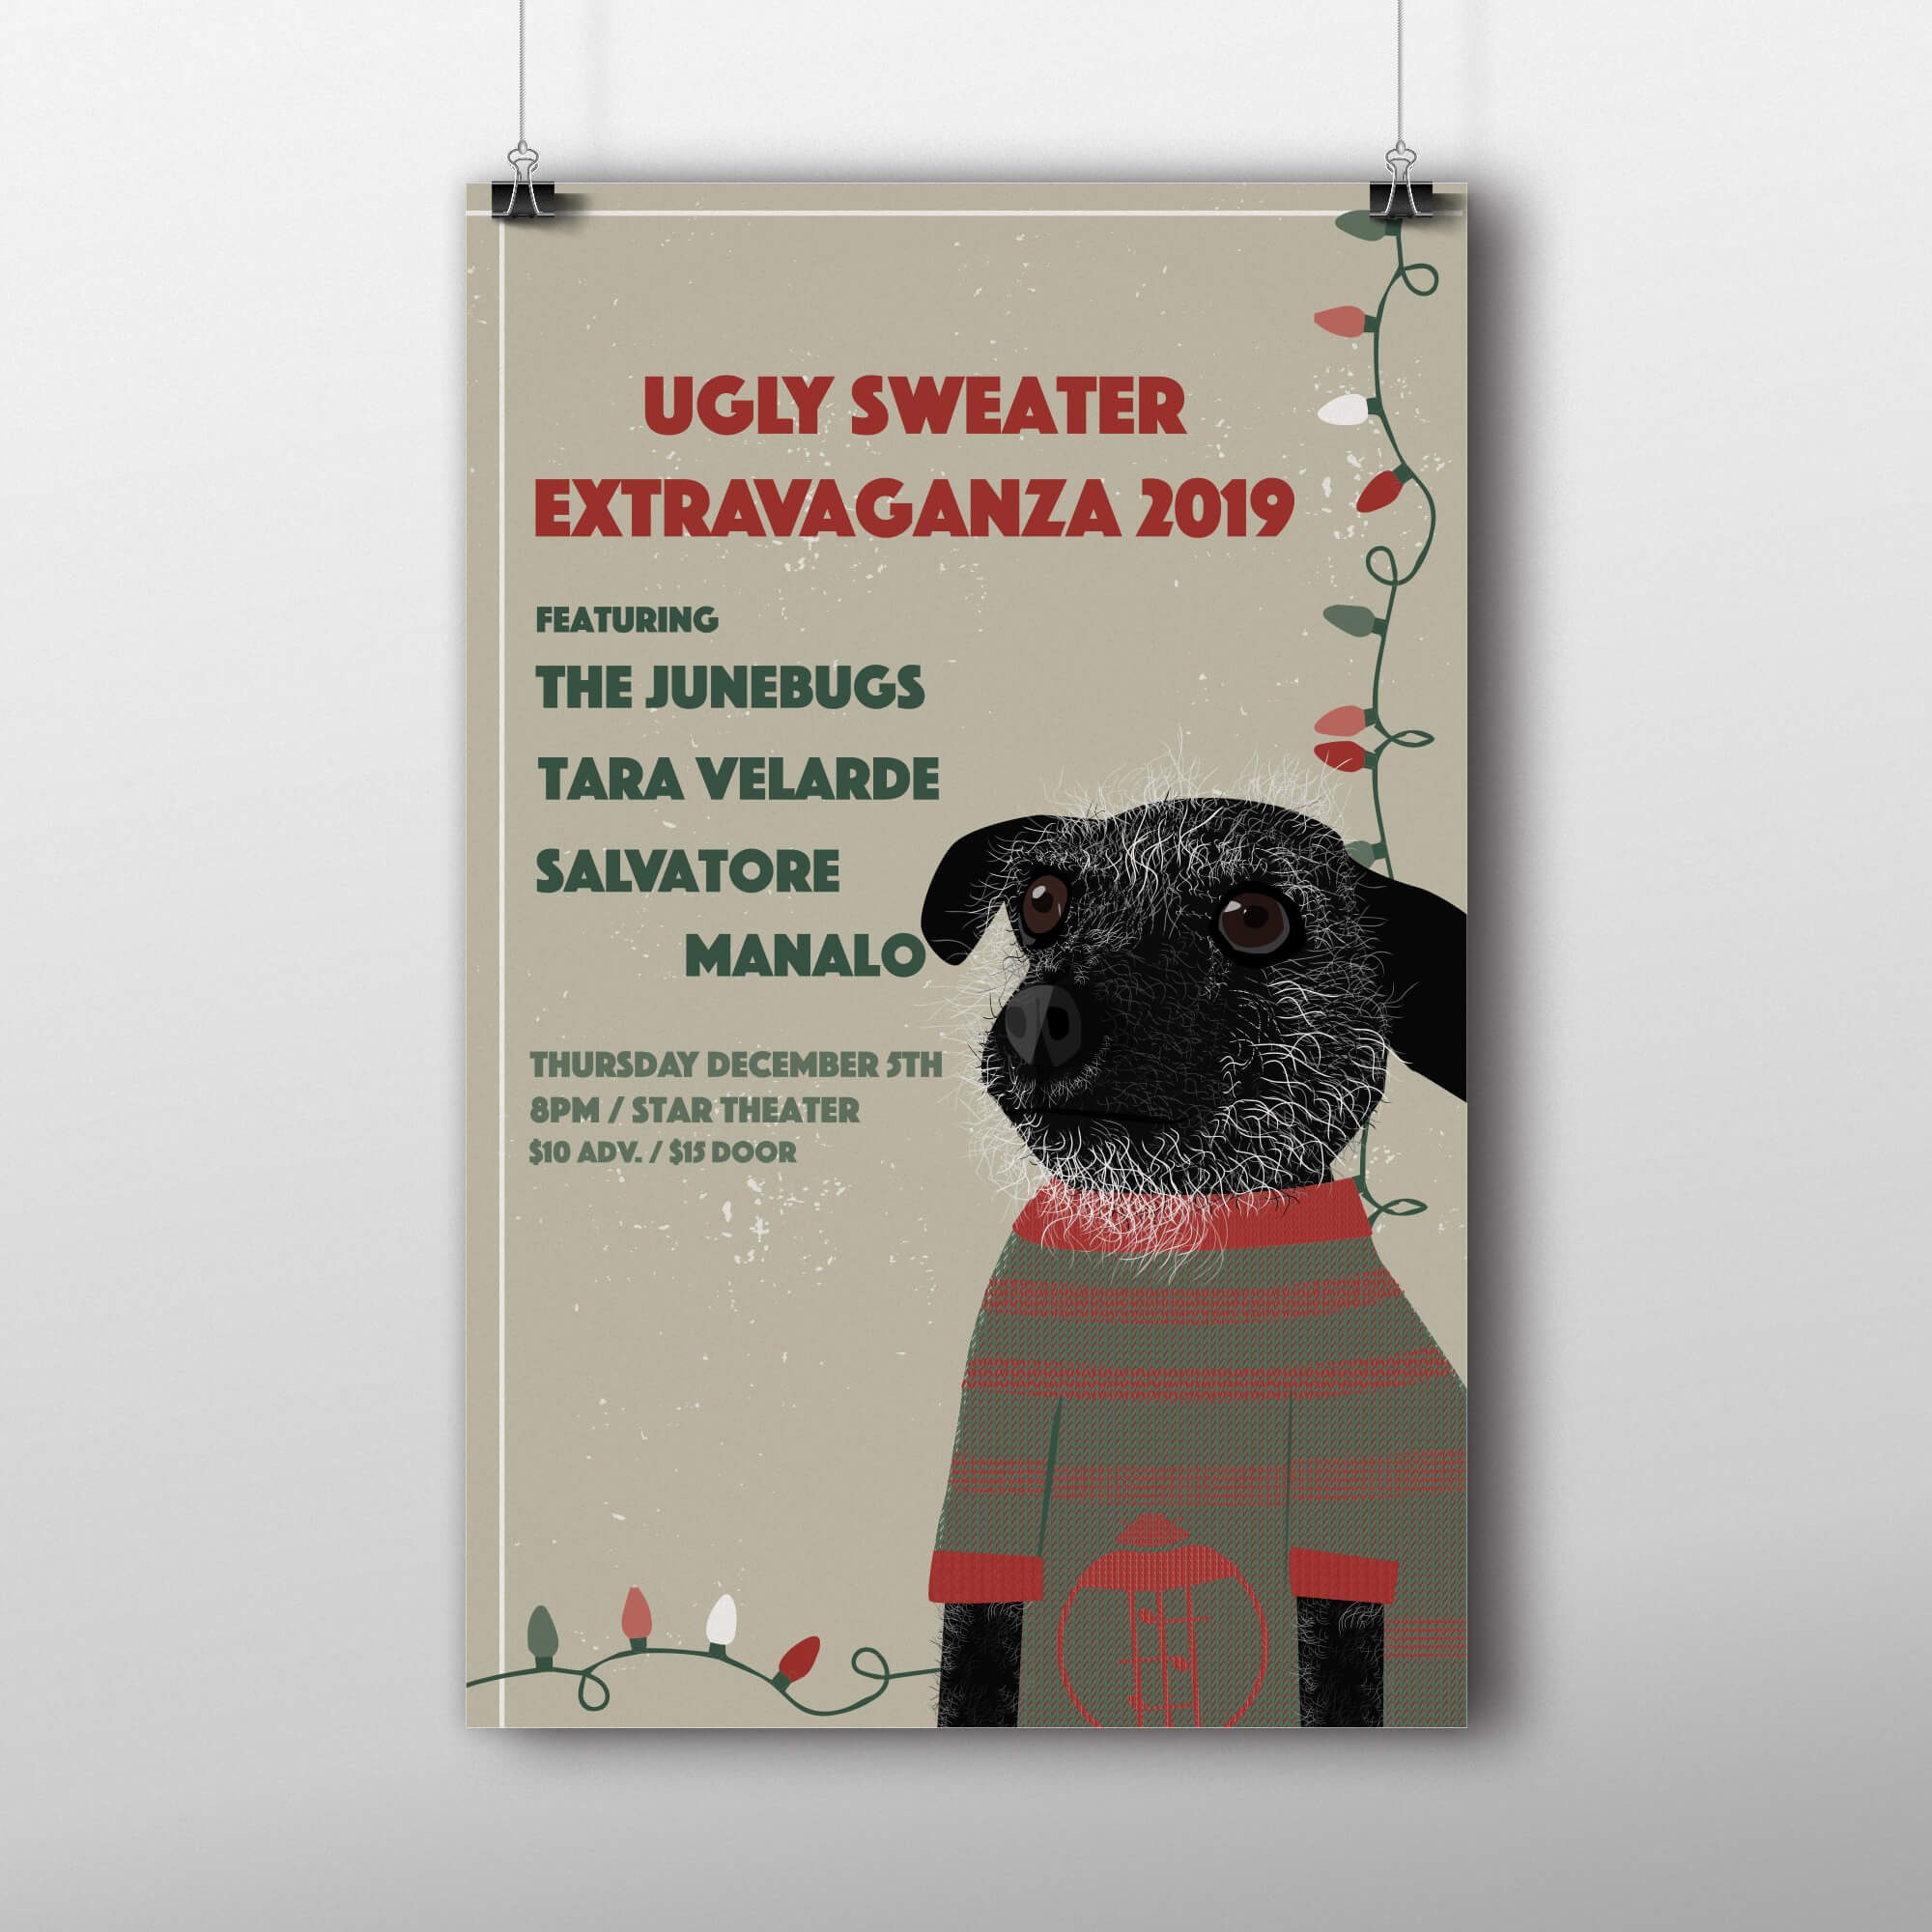 UGLY SWEATER
EXTRAVAGANZA 2019
FEATURING
THE JUNEBUGS
TARA VELARDE
SALVATORE
MANALO
THURSDAY DECEMBER 5TH
8PM / STAR THEATER
$10 ADV. / $15 DOOR